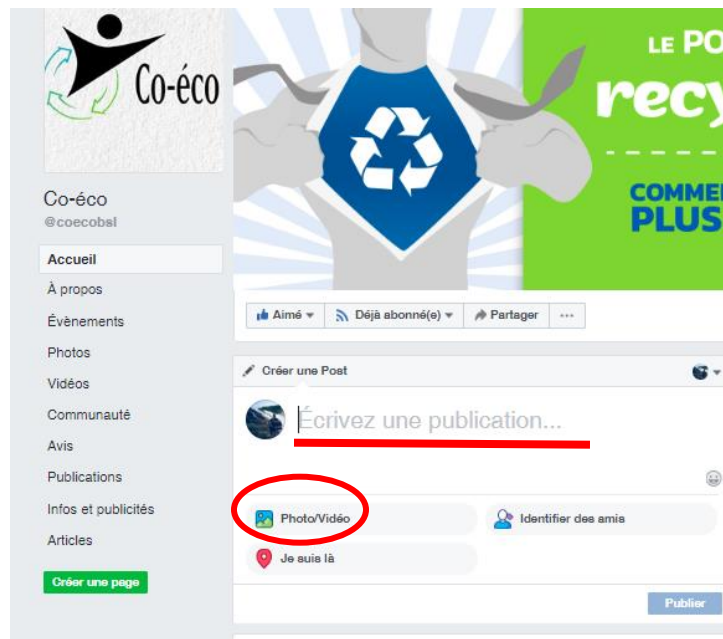 Co-éco
LE PO
recy
COMMEN
PLUS
Co-éco
@coecobsl
Accueil
À propos
Évènements
Photos
Vidéos
Communauté
Avis
Publications
Infos et publicités
Articles
Créer une page
Aimé
Déjà abonné(e)
Partager
Créer une Post
Écrivez une publication...
Photo/Vidéo
Identifier des amis
Je suis là
Publier